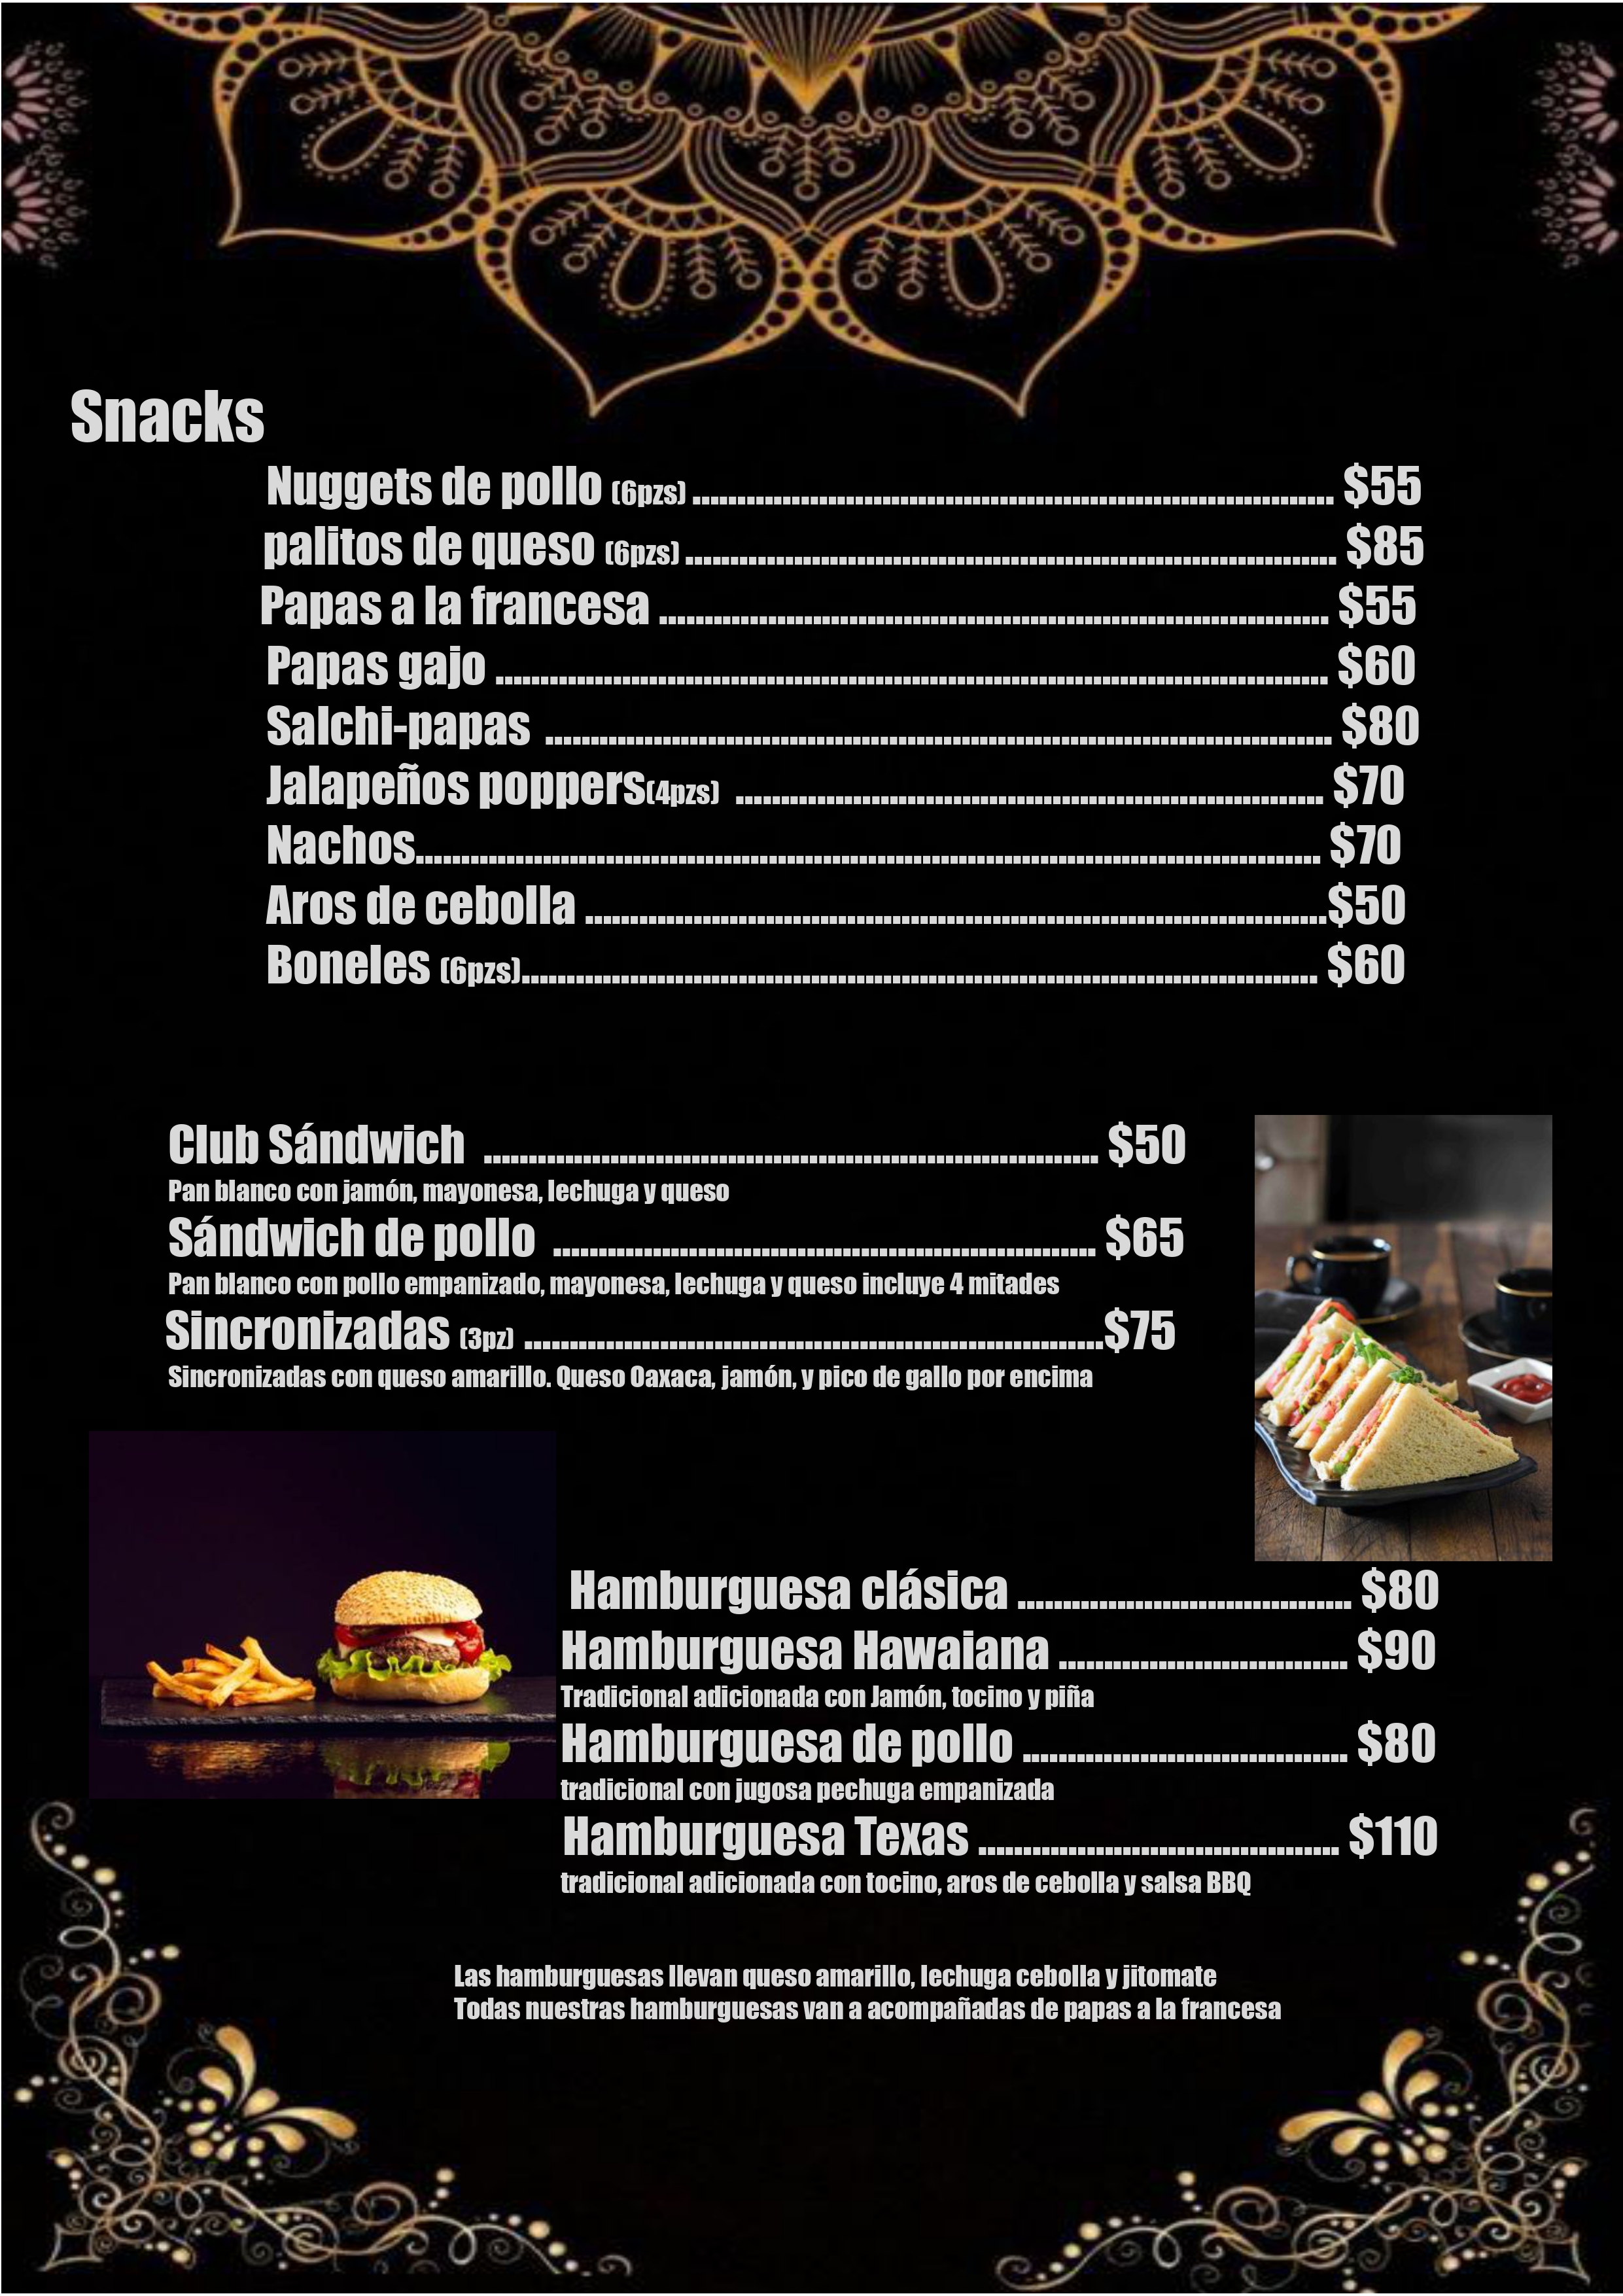 Snacks
Nuggets de pollo (6pzs) ........................................................................ $55
palitos de queso (6pzs) ......................................................................... $85
Papas a la francesa ........................................................................... $55
Papas gajo ............................................................................................. $60
Salchi-papas ........................................................................................ $80
Jalapeños poppers(4pzs) .................................................................. $70
Nachos..................................................................................................... $70
Aros de cebolla ...................................................................................$50
Boneles (6pzs)......................................................................................... $60
Club Sándwich ..................................................................... $50
Pan blanco con jamón, mayonesa, lechuga y queso
Sándwich de pollo ............................................................. $65
Pan blanco con pollo empanizado, mayonesa, lechuga y queso incluye 4 mitades
Sincronizadas (3pz) .................................................................$75
Sincronizadas con queso amarillo. Queso Oaxaca, jamón, y pico de gallo por encima
Hamburguesa clásica ..................................... $80
Hamburguesa Hawaiana ................................ $90
Tradicional adicionada con Jamón, tocino y piña
Hamburguesa de pollo .................................... $80
tradicional con jugosa pechuga empanizada
Hamburguesa Texas ........................................ $110
tradicional adicionada con tocino, aros de cebolla y salsa BBQ
Las hamburguesas llevan queso amarillo, lechuga cebolla y jitomate
Todas nuestras hamburguesas van a acompañadas de papas a la francesa